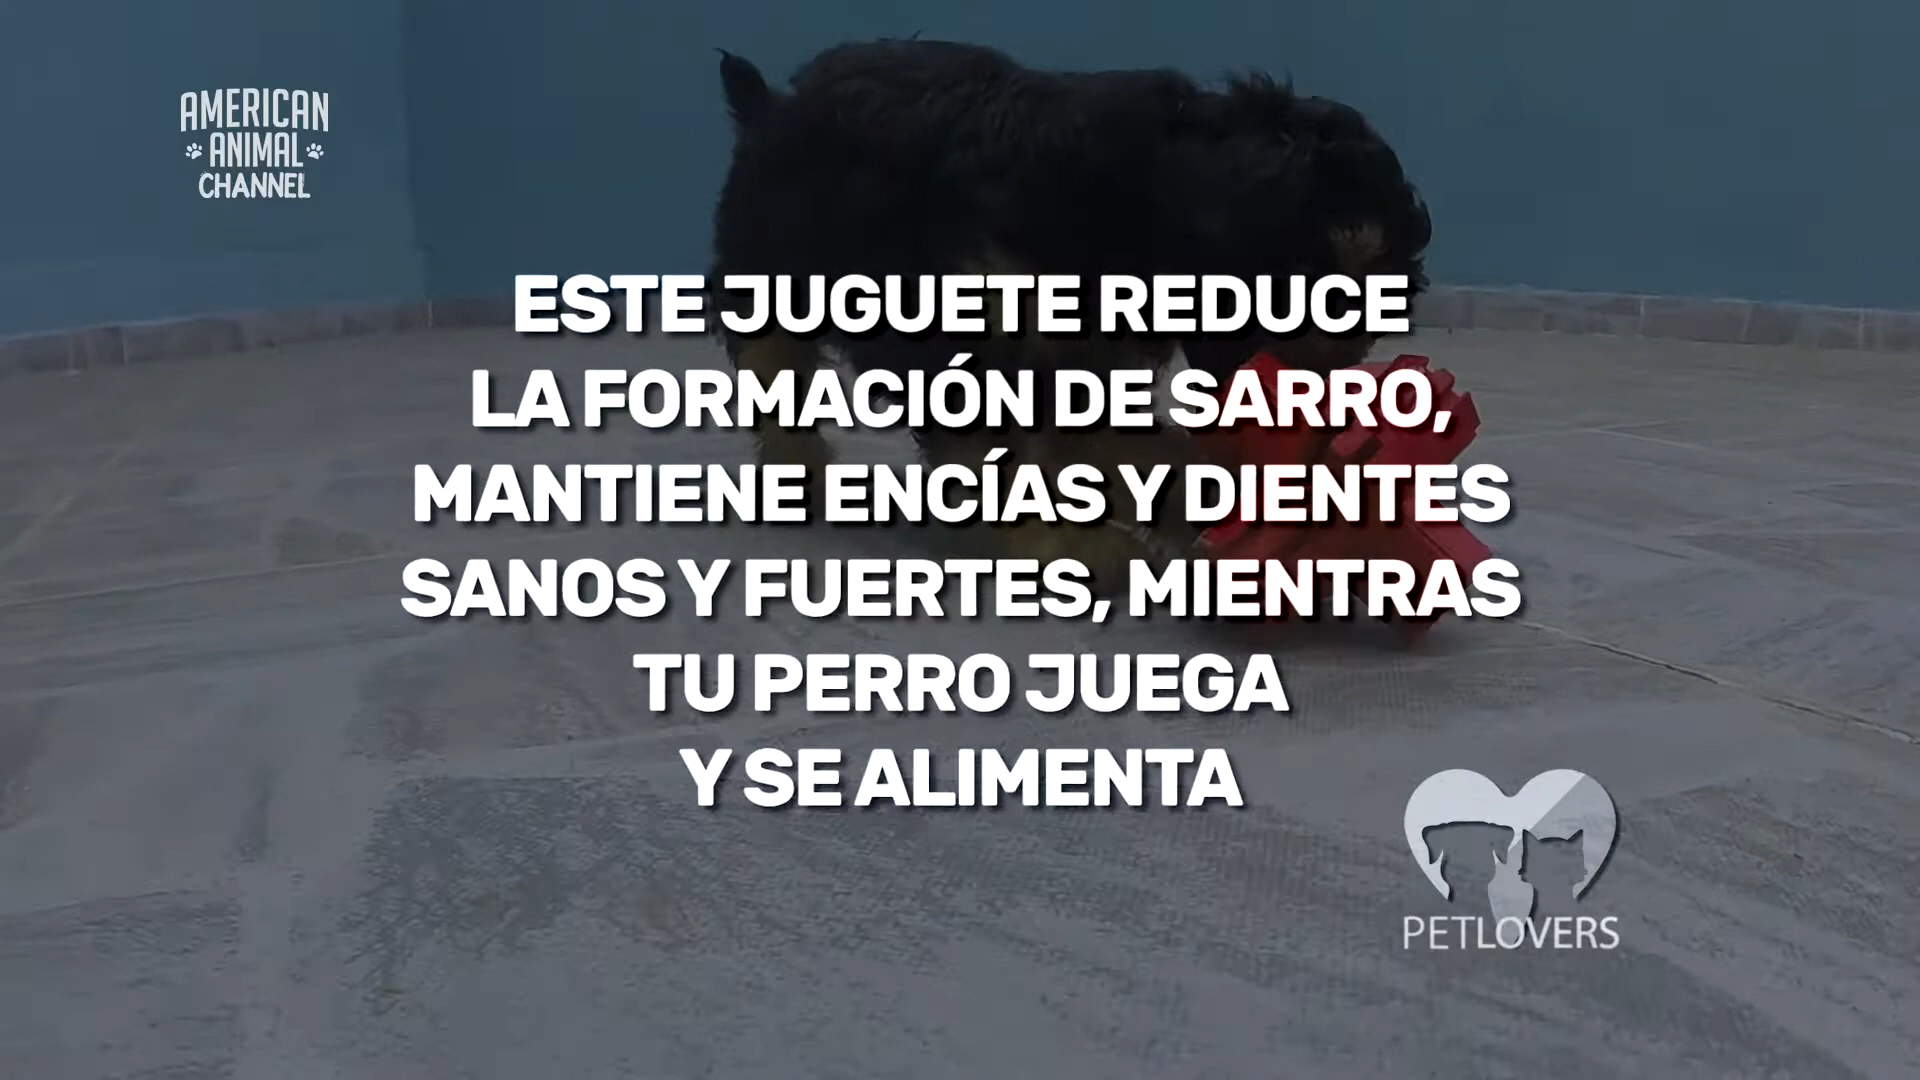 AMERICAN
ANIMAL
CHANNEL
ESTE JUGUETE REDUCE
LA FORMACIÓN DE SARRO,
MANTIENE ENCÍAS Y DIENTES
SANOS Y FUERTES, MIENTRAS
TU PERRO JUEGA
Y SE ALIMENTA
PETLOVERS